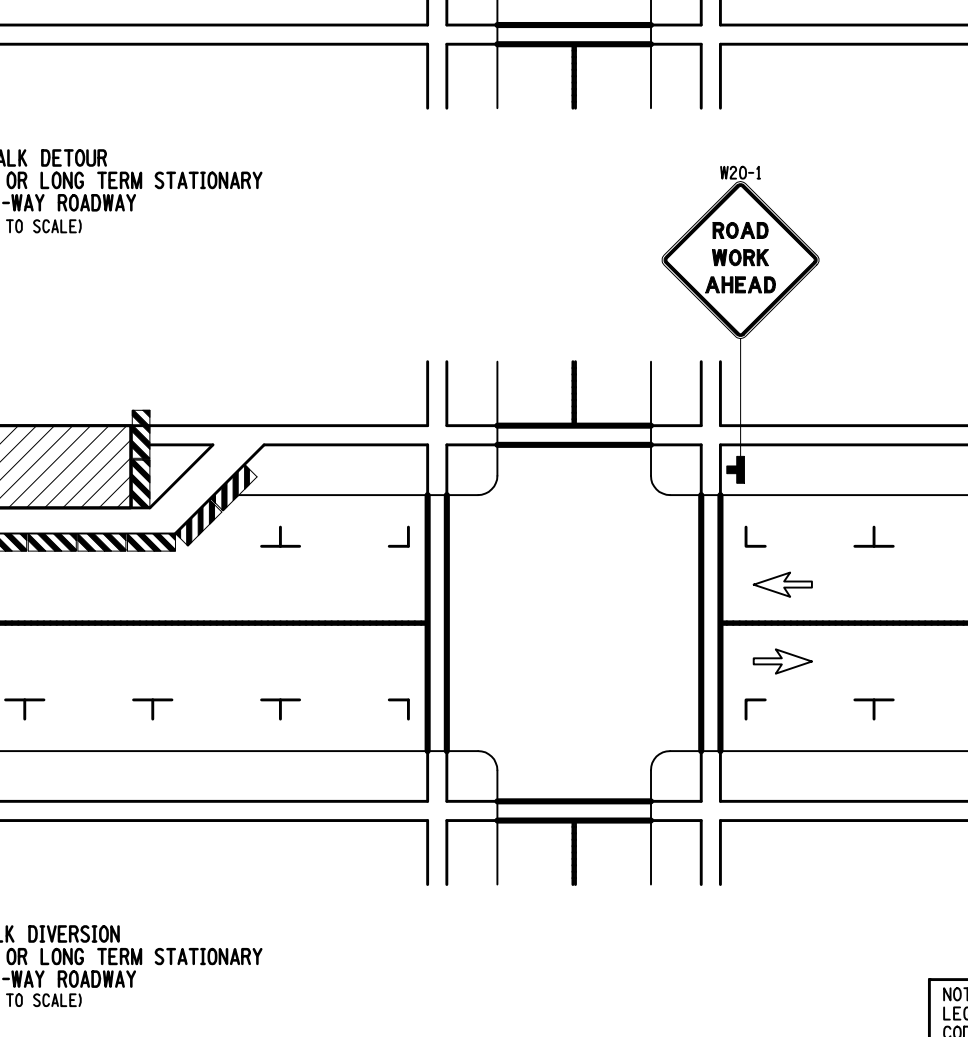 ALK DETOUR
OR LONG TERM STATIONARY
-WAY ROADWAY
TO SCALE)
W20-1
ROAD
WORK
AHEAD
LK DIVERSION
OR LONG TERM STATIONARY
-WAY ROADWAY
TO SCALE)
NOT
LEG
COD